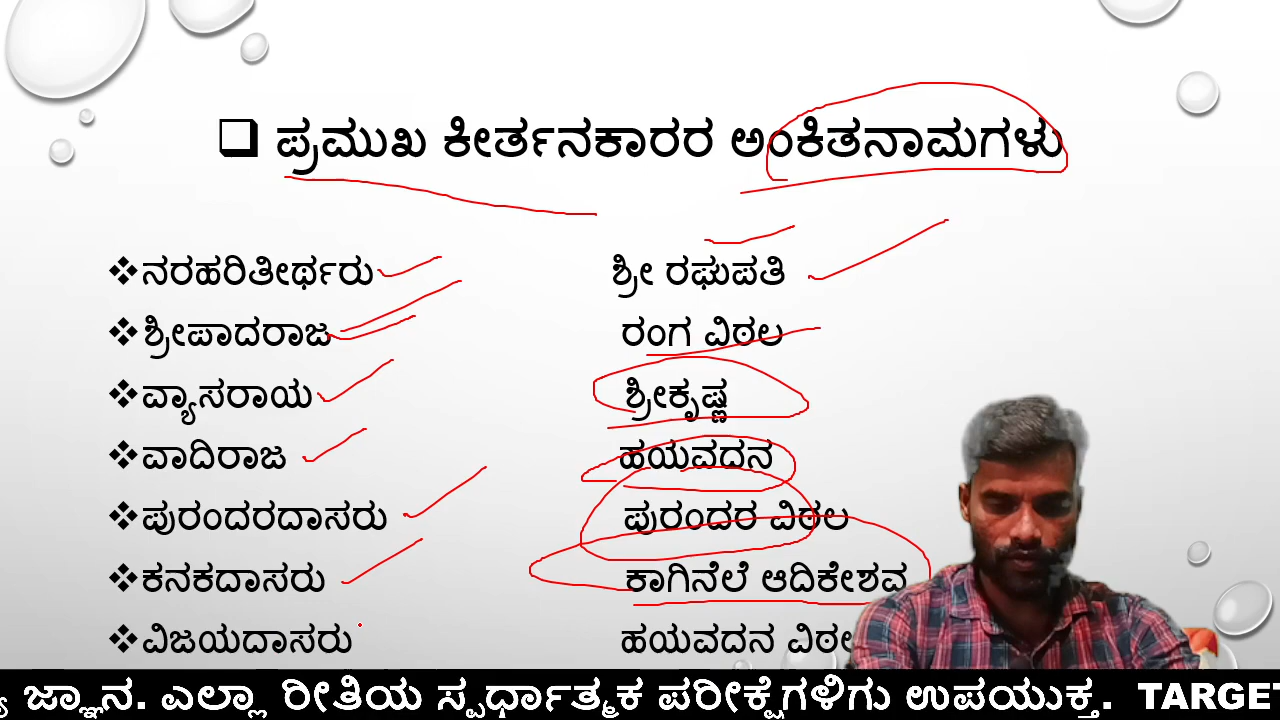 ಪ್ರಮುಖ ಕೀರ್ತನಕಾರರ ಅಂಕಿತನಾಮಗಳು
ನರಹರಿತೀರ್ಥರು ಶ್ರೀ ರಘುಪತಿ
ಶ್ರೀಪಾದರಾಜ ರಂಗ ವಿಠಲ
ವ್ಯಾಸರಾಯ ಶ್ರೀಕೃಷ್ಣ
ವಾದಿರಾಜ ಹಯವದನ
ಪುರಂದರದಾಸರು ಪುರಂದರ ವಿಠಲ
ಕನಕದಾಸರು ಕಾಗಿನೆಲೆ ಆದಿಕೇಶವ
ವಿಜಯದಾಸರು ಹಯವದನ
ಜ್ಞಾನ. ಎಲ್ಲಾ ರೀತಿಯ ಸ್ಪರ್ಧಾತ್ಮಕ ಪರೀಕ್ಷೆಗಳಿಗು ಉಪಯುಕ್ತ. TARGET